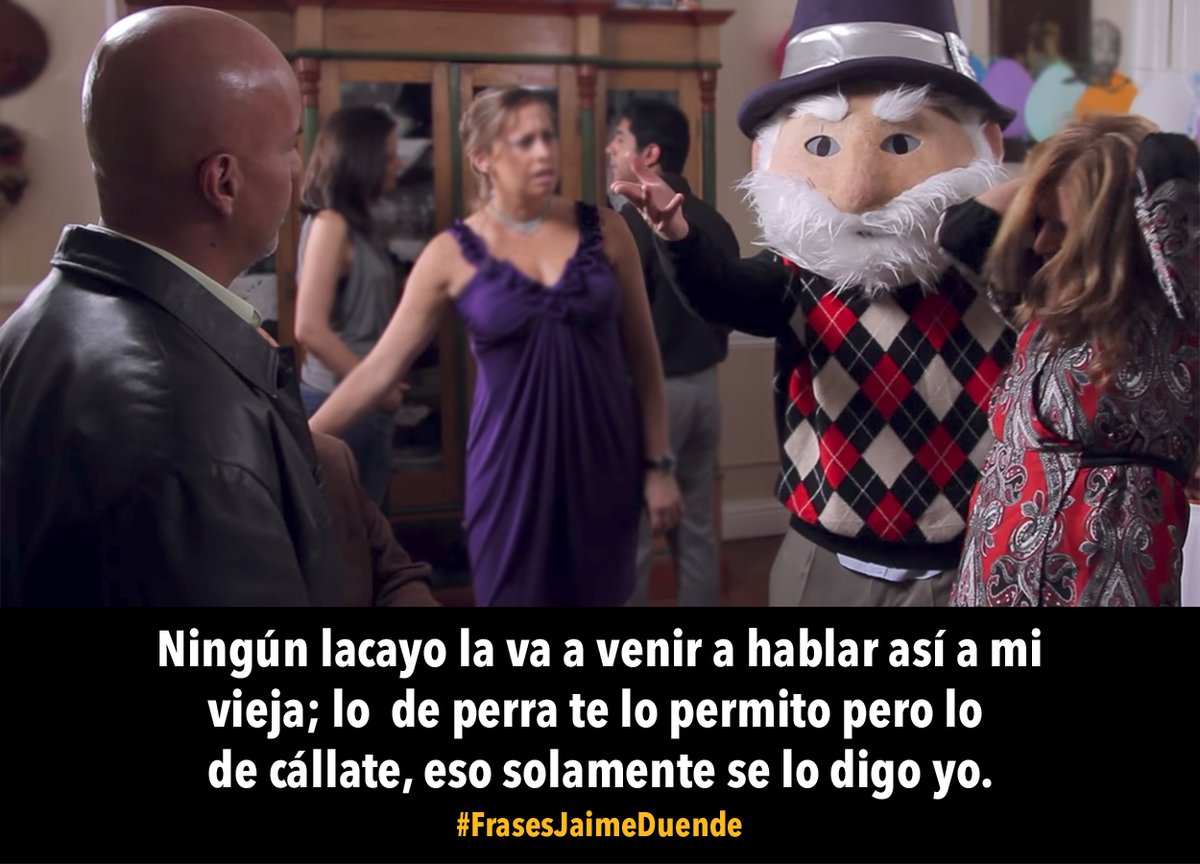 Ningún lacayo la va a venir a hablar así a mi
vieja; lo  de perra te lo permito pero lo
de cállate, eso solamente se lo digo yo.
#FrasesJaimeDuende